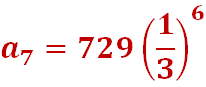 a₇ = 729 (1/3)⁶